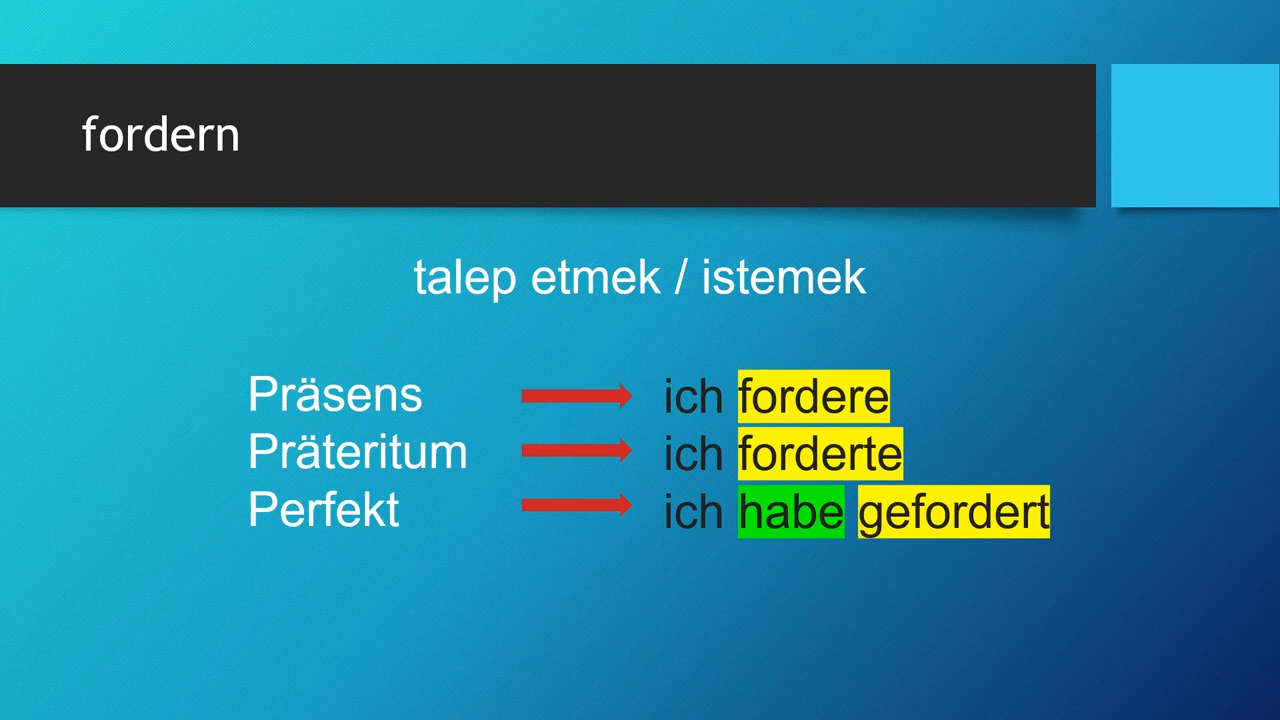 fordern
talep etmek / istemek
Präsens ich fordere
Präteritum ich forderte
Perfekt ich habe gefordert